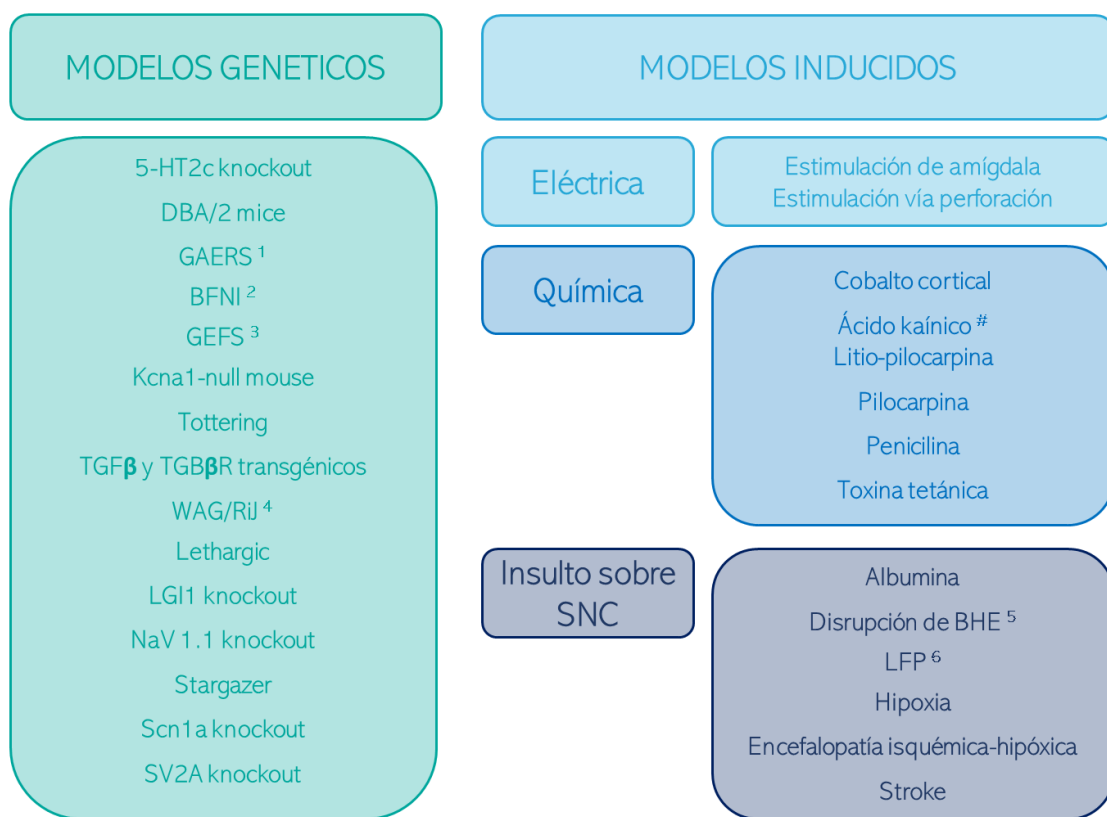 MODELOS GENETICOS
5-HT2c knockout
DBA/2 mice
GAERS ¹
BFNI ²
GEFS ³
Kcna1-null mouse
Tottering
TGFβ y TGBβR transgénicos
WAG/RiJ ⁴
Lethargic
LGI1 knockout
NaV 1.1 knockout
Stargazer
Scn1a knockout
SV2A knockout
MODELOS INDUCIDOS
Eléctrica
Estimulación de amígdala
Estimulación vía perforación
Química
Cobalto cortical
Ácido kaínico #
Litio-pilocarpina
Pilocarpina
Penicilina
Toxina tetánica
Insulto sobre
SNC
Albumina
Disrupción de BHE ⁵
LFP ⁶
Hipoxia
Encefalopatía isquémica-hipóxica
Stroke